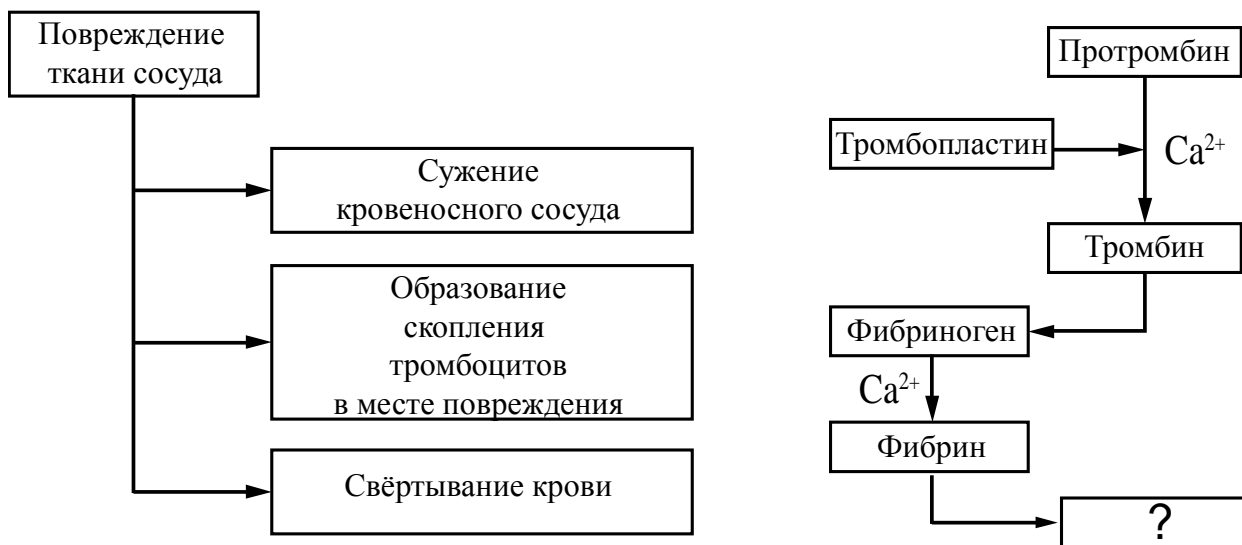 Повреждение
ткани сосуда
Сужение
кровеносного сосуда
Образование
скопления
тромбоцитов
в месте повреждения
Свёртывание крови
Протромбин
Тромбопластин
Ca²⁺
Тромбин
Фибриноген
Ca²⁺
Фибрин
?